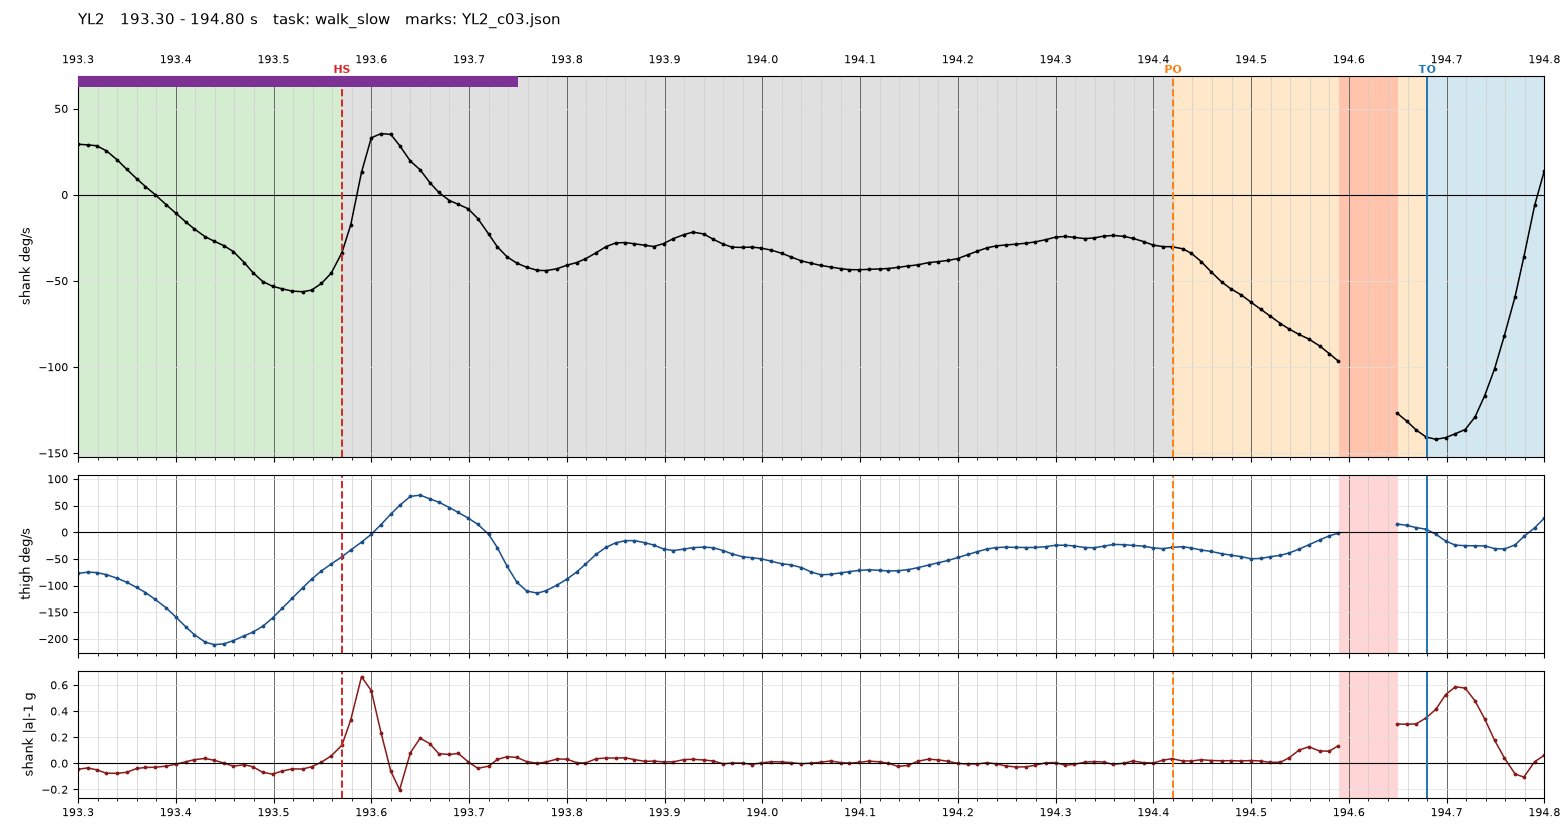 YL2   193.30 - 194.80 s   task: walk_slow   marks: YL2_c03.json
193.3 193.4 193.5 193.6 193.7 193.8 193.9 194.0 194.1 194.2 194.3 194.4 194.5 194.6 194.7 194.8
HS PO TO
shank deg/s
50
0
−50
−100
−150
thigh deg/s
100
50
0
−50
−100
−150
−200
shank |a|-1 g
0.6
0.4
0.2
0.0
−0.2
193.3 193.4 193.5 193.6 193.7 193.8 193.9 194.0 194.1 194.2 194.3 194.4 194.5 194.6 194.7 194.8